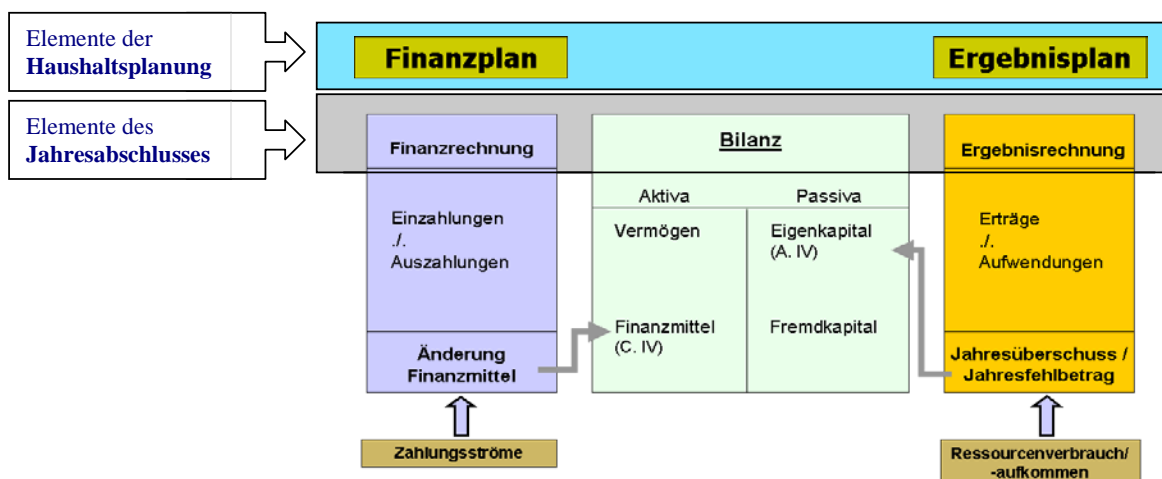 Elemente der
Haushaltsplanung
Finanzplan
Ergebnisplan
Elemente des
Jahresabschlusses
Finanzrechnung
Bilanz
Ergebnisrechnung
Aktiva
Passiva
Einzahlungen
./.
Auszahlungen
Vermögen
Eigenkapital
(A. IV)
Erträge
./.
Aufwendungen
Finanzmittel
(C. IV)
Fremdkapital
Änderung
Finanzmittel
Jahresüberschuss /
Jahresfehlbetrag
Zahlungsströme
Ressourcenverbrauch/
-aufkommen